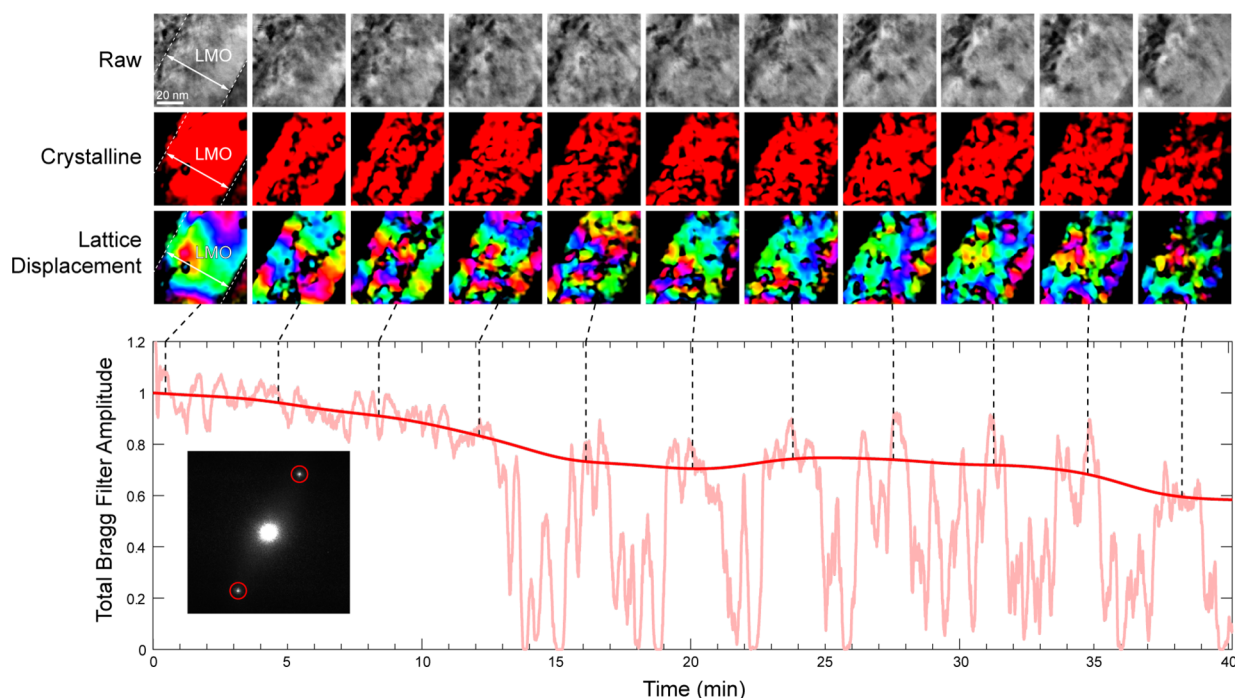 Raw
LMO
20 nm
Crystalline
LMO
Lattice
Displacement
LMO
Total Bragg Filter Amplitude
1.2
1
0.8
0.6
0.4
0.2
0
0
5
10
15
20
25
30
35
40
Time (min)